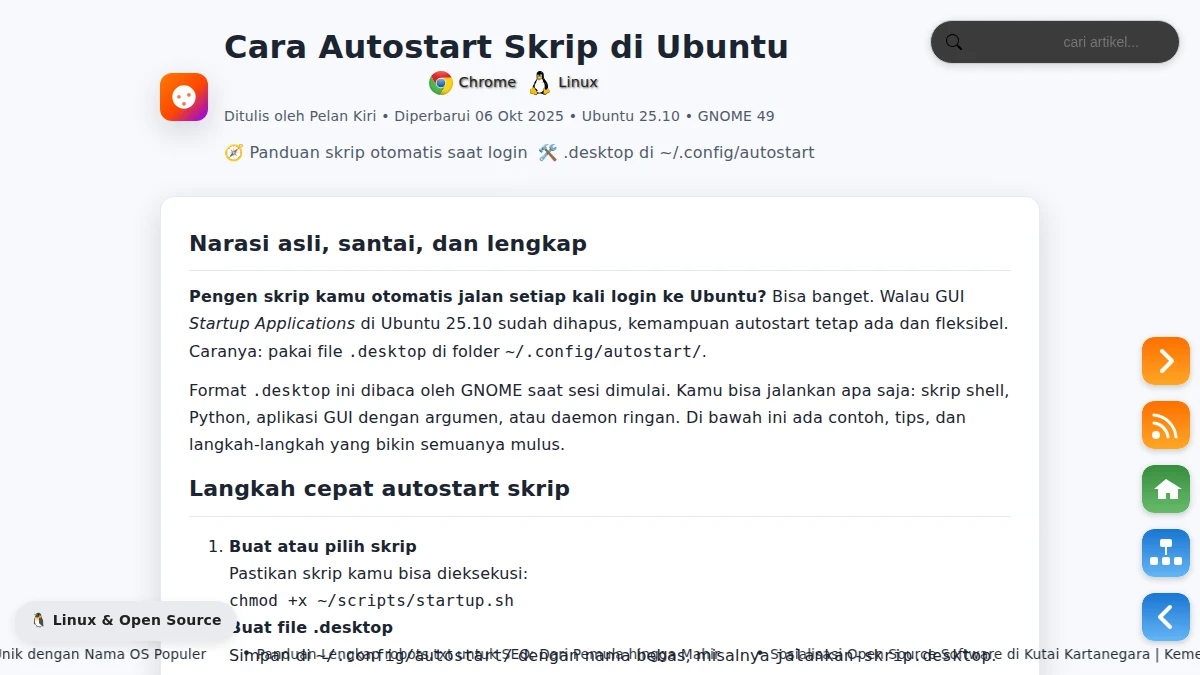 Cara Autostart Skrip di Ubuntu
cari artikel...
Chrome Linux
Ditulis oleh Pelan Kiri • Diperbarui 06 Okt 2025 • Ubuntu 25.10 • GNOME 49
🧭 Panduan skrip otomatis saat login 🛠️ .desktop di ~/.config/autostart
Narasi asli, santai, dan lengkap
Pengen skrip kamu otomatis jalan setiap kali login ke Ubuntu? Bisa banget. Walau GUI
Startup Applications di Ubuntu 25.10 sudah dihapus, kemampuan autostart tetap ada dan fleksibel.
Caranya: pakai file .desktop di folder ~/.config/autostart/.
Format .desktop ini dibaca oleh GNOME saat sesi dimulai. Kamu bisa jalankan apa saja: skrip shell,
Python, aplikasi GUI dengan argumen, atau daemon ringan. Di bawah ini ada contoh, tips, dan
langkah-langkah yang bikin semuanya mulus.
Langkah cepat autostart skrip
1. Buat atau pilih skrip
Pastikan skrip kamu bisa dieksekusi:
chmod +x ~/scripts/startup.sh
🐧 Linux & Open Source
Buat file .desktop
Simpan di ~/.config/autostart/ dengan nama bebas, misalnya jalankan-skrip.desktop.
Unik dengan Nama OS Populer • Panduan Lengkap robots.txt untuk SEO: Dari Pemula hingga Mahir • Sosialisasi Open Source Software di Kutai Kartanegara | Keme